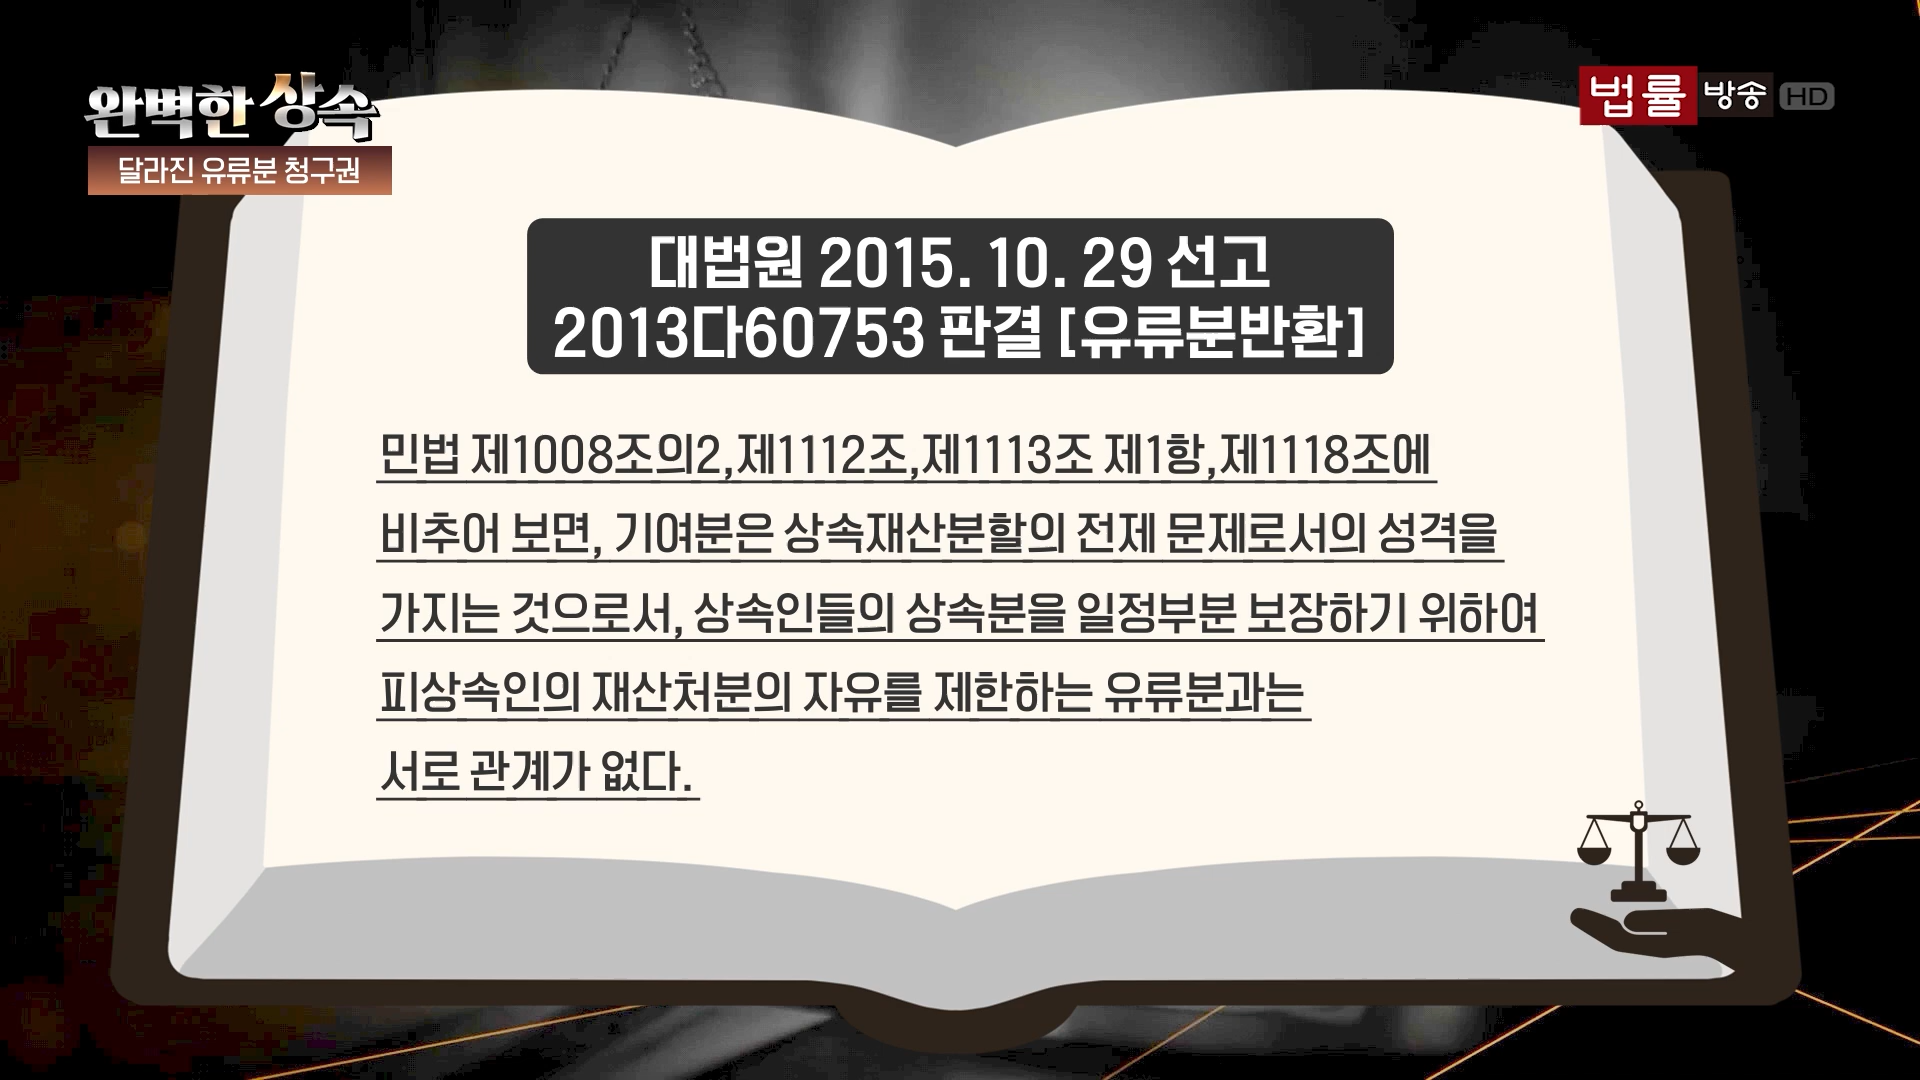 완벽한 상속
달라진 유류분 청구권
법률방송 HD
대법원 2015. 10. 29 선고
2013다60753 판결 [유류분반환]
민법 제1008조의2,제1112조,제1113조 제1항,제1118조에
비추어 보면, 기여분은 상속재산분할의 전제 문제로서의 성격을
가지는 것으로서, 상속인들의 상속분을 일정부분 보장하기 위하여
피상속인의 재산처분의 자유를 제한하는 유류분과는
서로 관계가 없다.